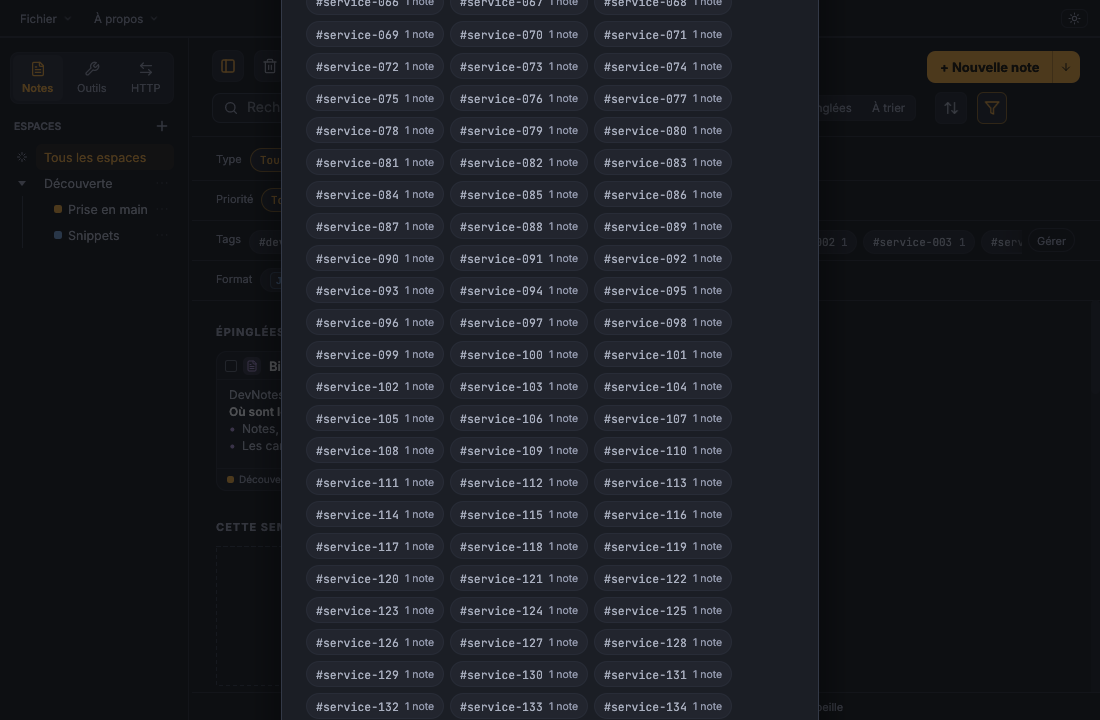 Fichier
À propos
Notes
Outils
HTTP
ESPACES
Tous les espaces
Découverte
Prise en main
Snippets
+ Nouvelle note
À trier
Type
Priorité
Tags
002 1
#service-003 1
Gérer
Format
ÉPINGLÉES
DevNotes
Où sont
Notes,
Les
#service-066 1 note
#service-067 1 note
#service-068 1 note
#service-069 1 note
#service-070 1 note
#service-071 1 note
#service-072 1 note
#service-073 1 note
#service-074 1 note
#service-075 1 note
#service-076 1 note
#service-077 1 note
#service-078 1 note
#service-079 1 note
#service-080 1 note
#service-081 1 note
#service-082 1 note
#service-083 1 note
#service-084 1 note
#service-085 1 note
#service-086 1 note
#service-087 1 note
#service-088 1 note
#service-089 1 note
#service-090 1 note
#service-091 1 note
#service-092 1 note
#service-093 1 note
#service-094 1 note
#service-095 1 note
#service-096 1 note
#service-097 1 note
#service-098 1 note
#service-099 1 note
#service-100 1 note
#service-101 1 note
#service-102 1 note
#service-103 1 note
#service-104 1 note
#service-105 1 note
#service-106 1 note
#service-107 1 note
#service-108 1 note
#service-109 1 note
#service-110 1 note
#service-111 1 note
#service-112 1 note
#service-113 1 note
#service-114 1 note
#service-115 1 note
#service-116 1 note
#service-117 1 note
#service-118 1 note
#service-119 1 note
#service-120 1 note
#service-121 1 note
#service-122 1 note
#service-123 1 note
#service-124 1 note
#service-125 1 note
#service-126 1 note
#service-127 1 note
#service-128 1 note
#service-129 1 note
#service-130 1 note
#service-131 1 note
#service-132 1 note
#service-133 1 note
#service-134 1 note